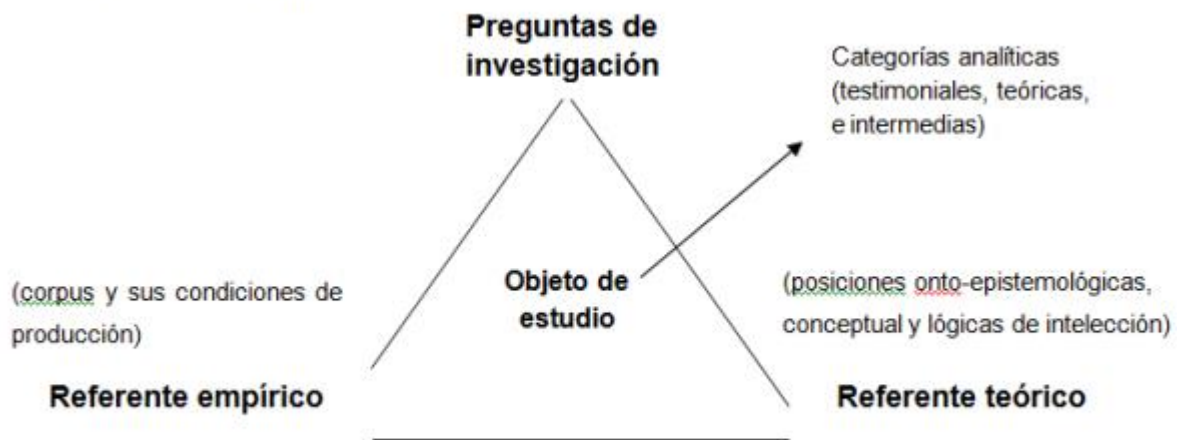 Preguntas de
investigación
Categorías analíticas
(testimoniales, teóricas,
e intermedias)
Objeto de
estudio
(corpus y sus condiciones de
producción)
(posiciones onto-epistemológicas,
conceptual y lógicas de intelección)
Referente empírico
Referente teórico